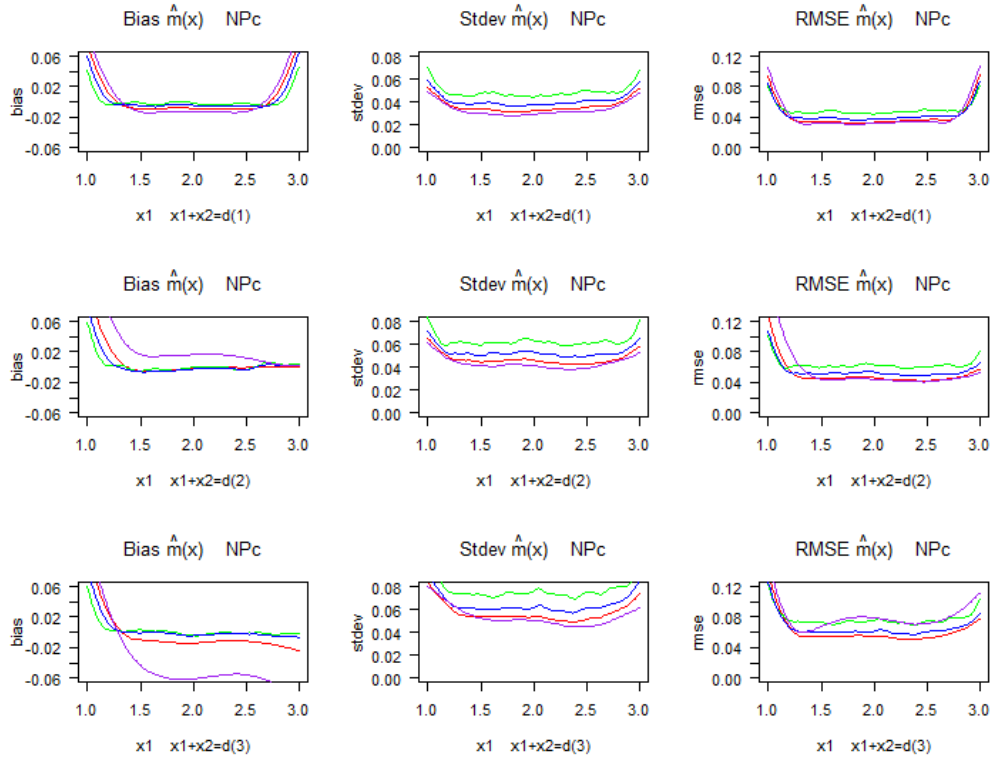 Bias m̂(x) NPc
Stdev m̂(x) NPc
RMSE m̂(x) NPc
bias
0.06
0.02
-0.02
-0.06
1.0 1.5 2.0 2.5 3.0
x1 x1+x2=d(1)
stdev
0.08
0.06
0.04
0.02
0.00
1.0 1.5 2.0 2.5 3.0
x1 x1+x2=d(1)
rmse
0.12
0.08
0.04
0.00
1.0 1.5 2.0 2.5 3.0
x1 x1+x2=d(1)
Bias m̂(x) NPc
Stdev m̂(x) NPc
RMSE m̂(x) NPc
bias
0.06
0.02
-0.02
-0.06
1.0 1.5 2.0 2.5 3.0
x1 x1+x2=d(2)
stdev
0.08
0.06
0.04
0.02
0.00
1.0 1.5 2.0 2.5 3.0
x1 x1+x2=d(2)
rmse
0.12
0.08
0.04
0.00
1.0 1.5 2.0 2.5 3.0
x1 x1+x2=d(2)
Bias m̂(x) NPc
Stdev m̂(x) NPc
RMSE m̂(x) NPc
bias
0.06
0.02
-0.02
-0.06
1.0 1.5 2.0 2.5 3.0
x1 x1+x2=d(3)
stdev
0.08
0.06
0.04
0.02
0.00
1.0 1.5 2.0 2.5 3.0
x1 x1+x2=d(3)
rmse
0.12
0.08
0.04
0.00
1.0 1.5 2.0 2.5 3.0
x1 x1+x2=d(3)